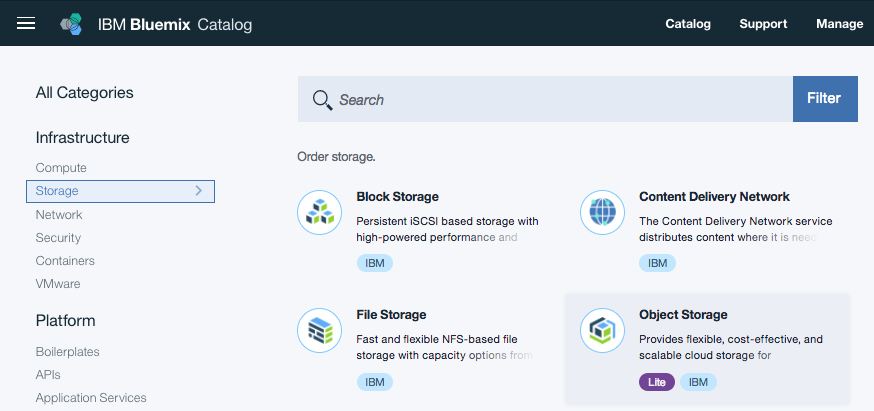 IBM Bluemix Catalog
Catalog Support Manage
All Categories
Infrastructure
Compute
Storage
Network
Security
Containers
VMware
Platform
Boilerplates
APIs
Application Services
Search
Filter
Order storage.
Block Storage
Persistent iSCSI based storage with
high-powered performance and
IBM
Content Delivery Network
The Content Delivery Network service
distributes content where it is need
IBM
File Storage
Fast and flexible NFS-based file
storage with capacity options from
IBM
Object Storage
Provides flexible, cost-effective, and
scalable cloud storage for
Lite IBM